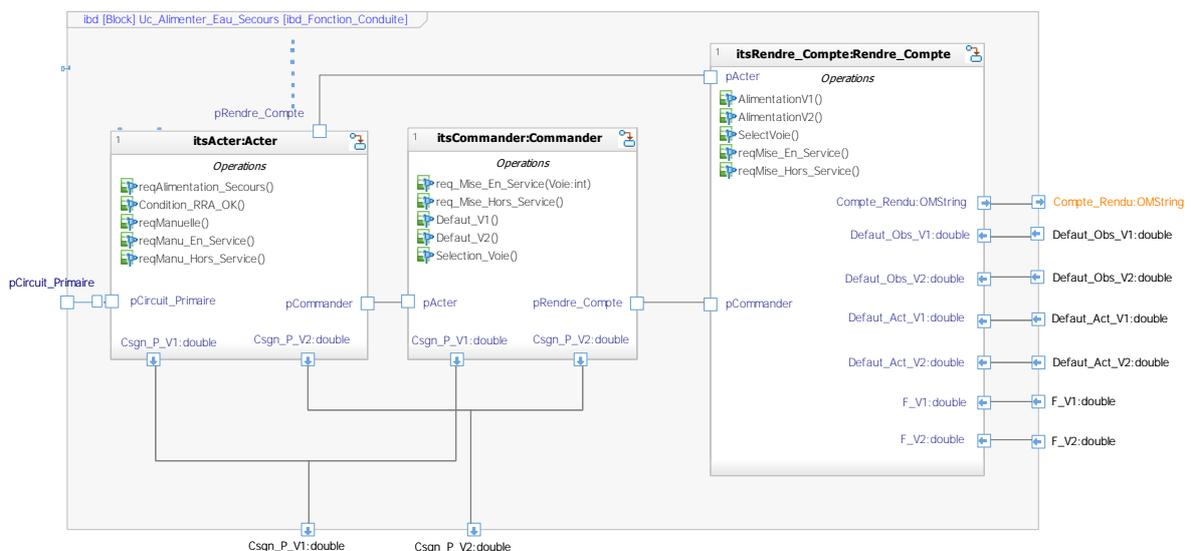 ibd [Block] Uc_Alimenter_Eau_Secours [ibd_Fonction_Conduite]
pRendre_Compte
1
itsActer:Acter
Operations
reqAlimentation_Secours()
Condition_RRA_OK()
reqManuelle()
reqManu_En_Service()
reqManu_Hors_Service()
pCircuit_Primaire
pCircuit_Primaire
pCommander
Csgn_P_V1:double
Csgn_P_V2:double
1
itsCommander:Commander
Operations
req_Mise_En_Service(Voie:int)
req_Mise_Hors_Service()
Defaut_V1()
Defaut_V2()
Selection_Voie()
pActer
pRendre_Compte
Csgn_P_V1:double
Csgn_P_V2:double
1
itsRendre_Compte:Rendre_Compte
pActer
Operations
AlimentationV1()
AlimentationV2()
SelectVoie()
reqMise_En_Service()
reqMise_Hors_Service()
Compte_Rendu:OMString
Compte_Rendu:OMString
Defaut_Obs_V1:double
Defaut_Obs_V1:double
Defaut_Obs_V2:double
Defaut_Obs_V2:double
pCommander
Defaut_Act_V1:double
Defaut_Act_V1:double
Defaut_Act_V2:double
Defaut_Act_V2:double
F_V1:double
F_V1:double
F_V2:double
F_V2:double
Csgn_P_V1:double
Csgn_P_V2:double